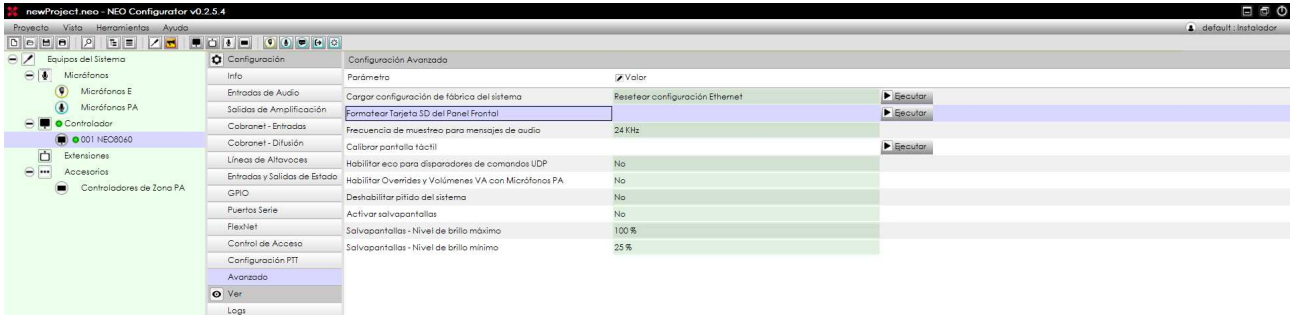 newProject.neo - NEO Configurator v0.2.5.4
Proyecto Vista Herramientas Ayuda
default : Instalador
Equipos del Sistema
Micrófonos
Micrófonos E
Micrófonos PA
Controlador
001 NEO8060
Extensiones
Accesorios
Controladores de Zona PA
Configuración
Info
Entradas de Audio
Salidas de Amplificación
Cobranet - Entradas
Cobranet - Difusión
Líneas de Altavoces
Entradas y Salidas de Estado
GPIO
Puertos Serie
FlexNet
Control de Acceso
Configuración PTT
Avanzado
Ver
Logs
Configuración Avanzada
Parámetro Valor
Cargar configuración de fábrica del sistema Resetear configuración Ethernet Ejecutar
Formatear Tarjeta SD del Panel Frontal Ejecutar
Frecuencia de muestreo para mensajes de audio 24 KHz
Calibrar pantalla táctil Ejecutar
Habilitar eco para disparadores de comandos UDP No
Habilitar Overrides y Volúmenes VA con Micrófonos PA No
Deshabilitar pitido del sistema No
Activar salvapantallas No
Salvapantallas - Nivel de brillo máximo 100 %
Salvapantallas - Nivel de brillo mínimo 25 %